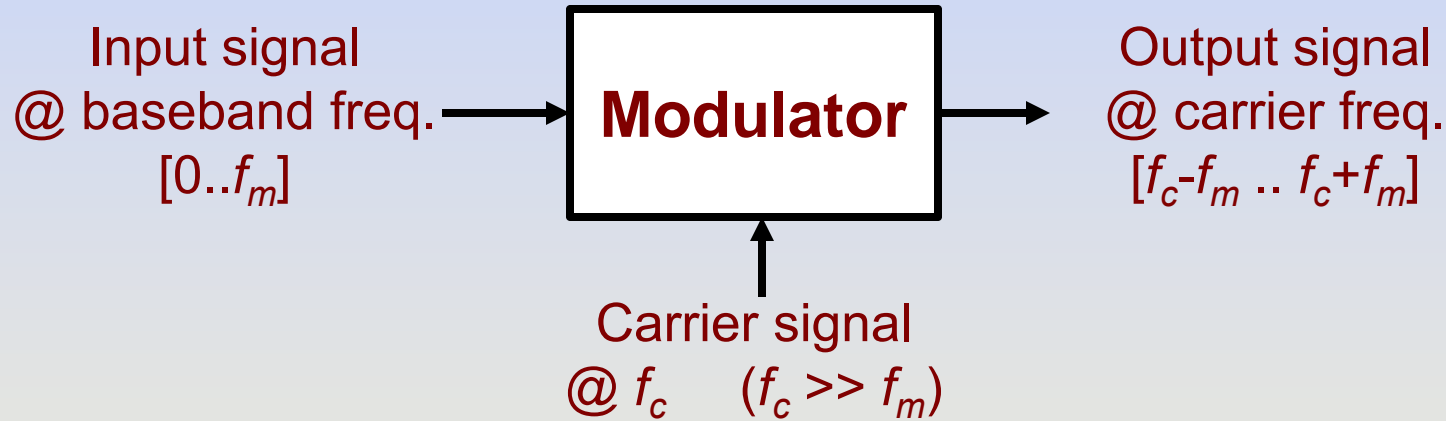 Input signal
@ baseband freq.
[0..fm]
Modulator
Output signal
@ carrier freq.
[fc-fm .. fc+fm]
Carrier signal
@ fc (fc >> fm)